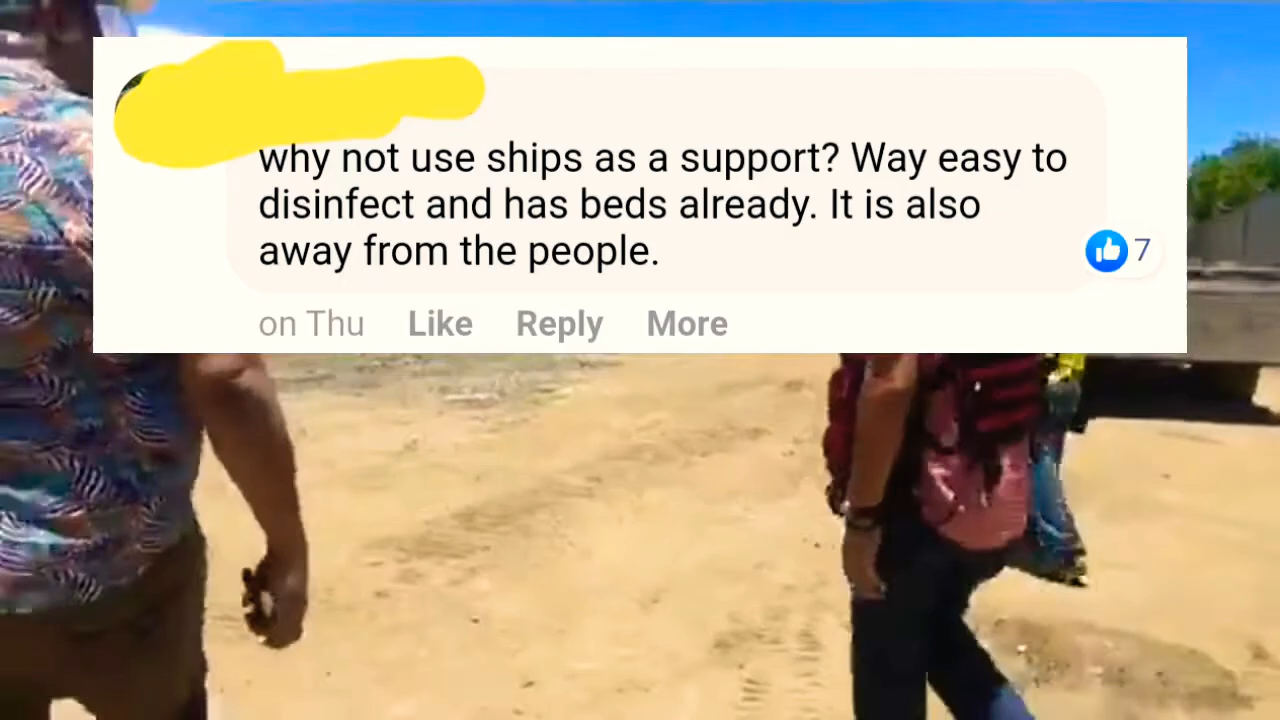 why not use ships as a support? Way easy to
disinfect and has beds already. It is also
away from the people.
7
on Thu Like Reply More